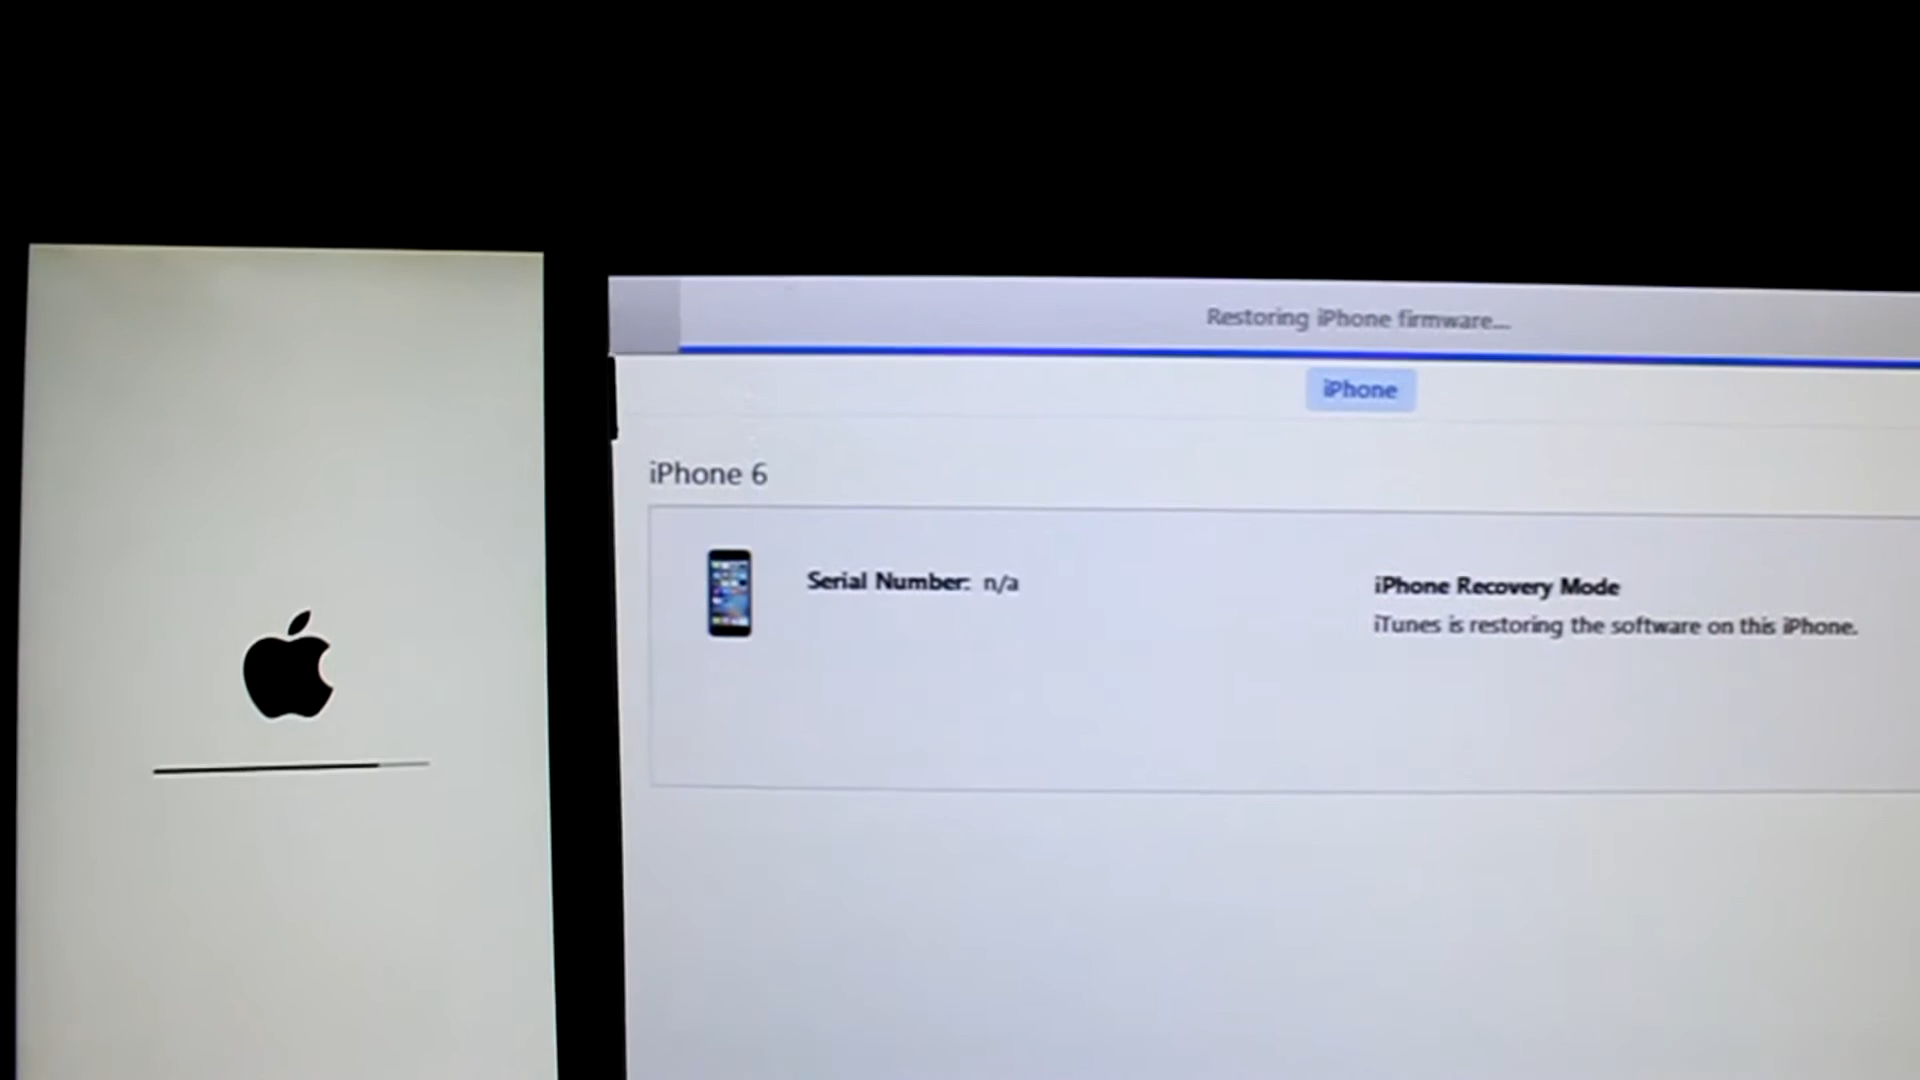 Restoring iPhone firmware...
iPhone
iPhone 6
Serial Number: n/a
iPhone Recovery Mode
iTunes is restoring the software on this iPhone.